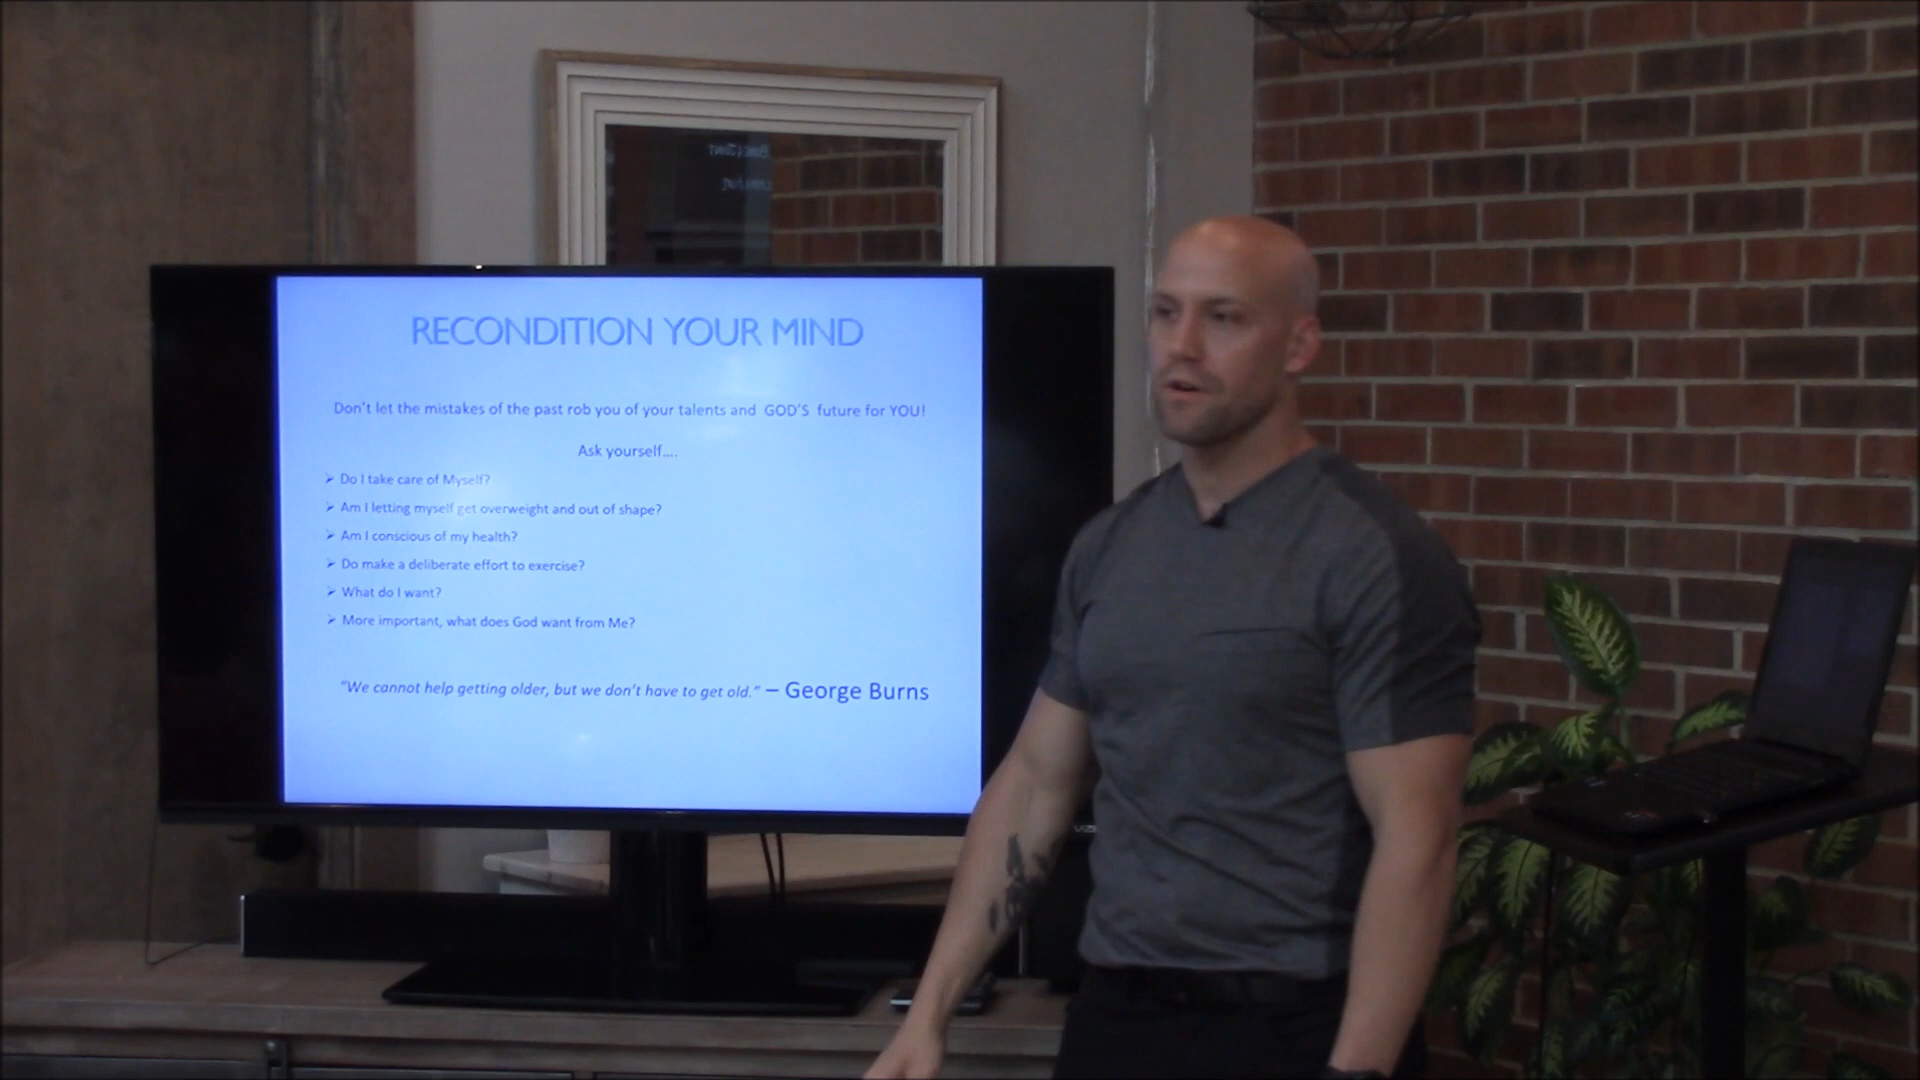 RECONDITION YOUR MIND
Don't let the mistakes of the past rob you of your talents and GOD'S future for YOU!
Ask yourself....
➢ Do I take care of Myself?
➢ Am I letting myself get overweight and out of shape?
➢ Am I conscious of my health?
➢ Do make a deliberate effort to exercise?
➢ What do I want?
➢ More important, what does God want from Me?
"We cannot help getting older, but we don't have to get old." – George Burns